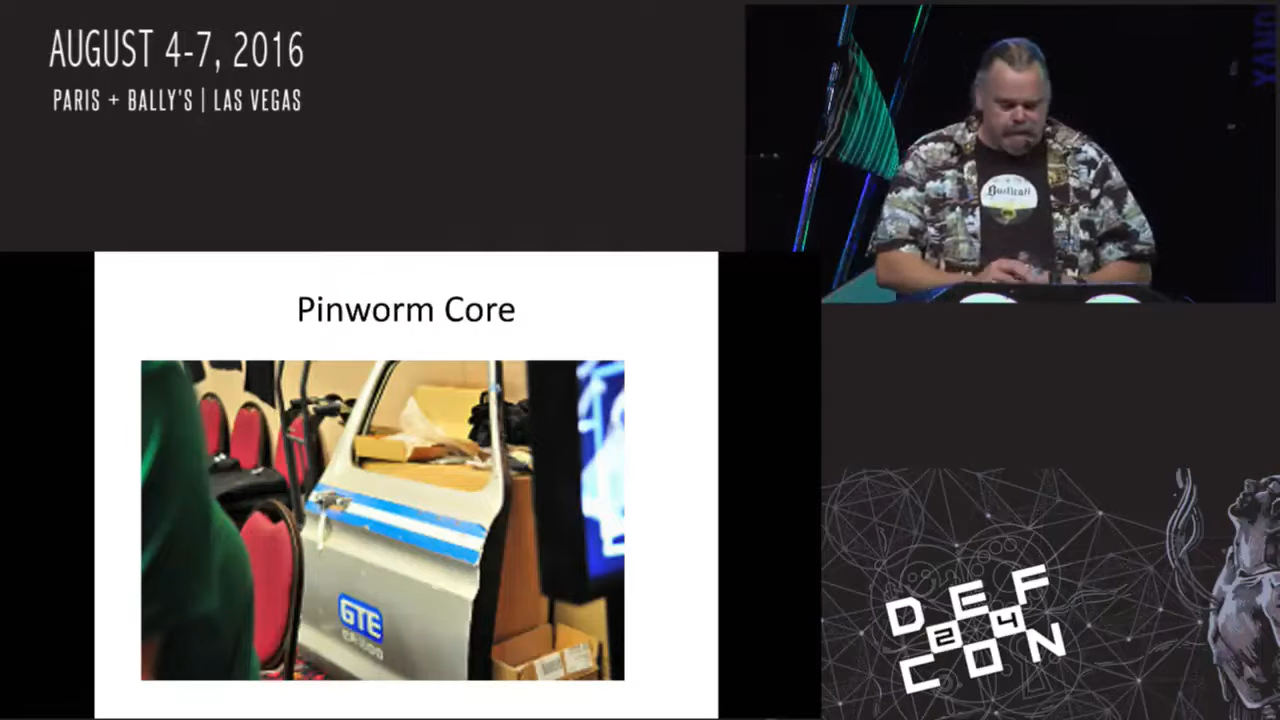 AUGUST 4-7, 2016
PARIS + BALLY'S | LAS VEGAS
Pinworm Core
GTE
DEF
24
CON